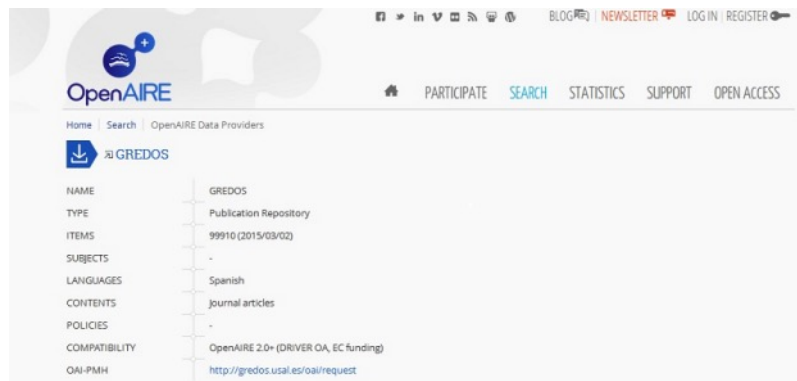 BLOG | NEWSLETTER LOG IN | REGISTER
OpenAIRE
PARTICIPATE SEARCH STATISTICS SUPPORT OPEN ACCESS
Home | Search | OpenAIRE Data Providers
GREDOS
NAME GREDOS
TYPE Publication Repository
ITEMS 99910 (2015/03/02)
SUBJECTS -
LANGUAGES Spanish
CONTENTS Journal articles
POLICIES -
COMPATIBILITY OpenAIRE 2.0+ (DRIVER OA, EC funding)
OAI-PMH http://gredos.usal.es/oai/request